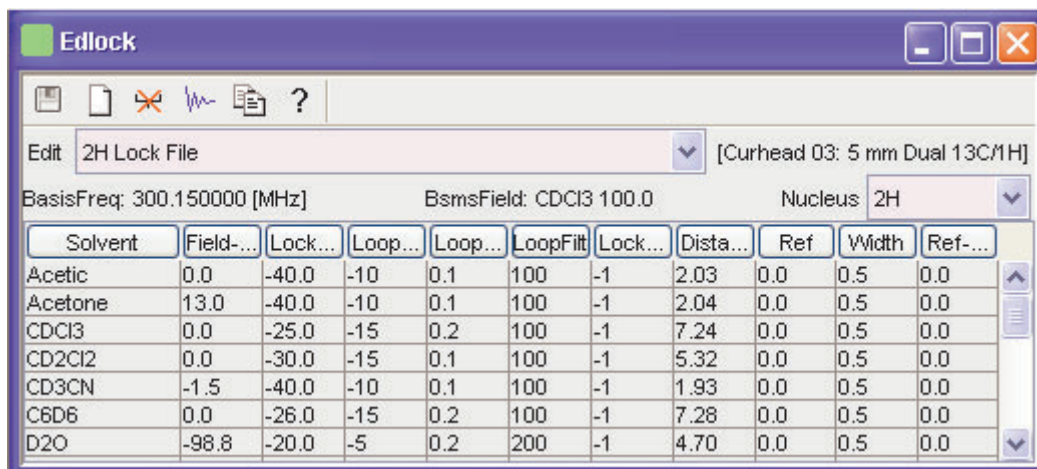 Edlock
?
Edit 2H Lock File [Curhead 03: 5 mm Dual 13C/1H]
BasisFreq: 300.150000 [MHz] BsmsField: CDCl3 100.0 Nucleus 2H
Solvent Field-... Lock... Loop... Loop... LoopFilt Lock... Dista... Ref Width Ref-...
Acetic 0.0 -40.0 -10 0.1 100 -1 2.03 0.0 0.5 0.0
Acetone 13.0 -40.0 -10 0.1 100 -1 2.04 0.0 0.5 0.0
CDCl3 0.0 -25.0 -15 0.2 100 -1 7.24 0.0 0.5 0.0
CD2Cl2 0.0 -30.0 -15 0.1 100 -1 5.32 0.0 0.5 0.0
CD3CN -1.5 -40.0 -10 0.1 100 -1 1.93 0.0 0.5 0.0
C6D6 0.0 -26.0 -15 0.2 100 -1 7.28 0.0 0.5 0.0
D2O -98.8 -20.0 -5 0.2 200 -1 4.70 0.0 0.5 0.0